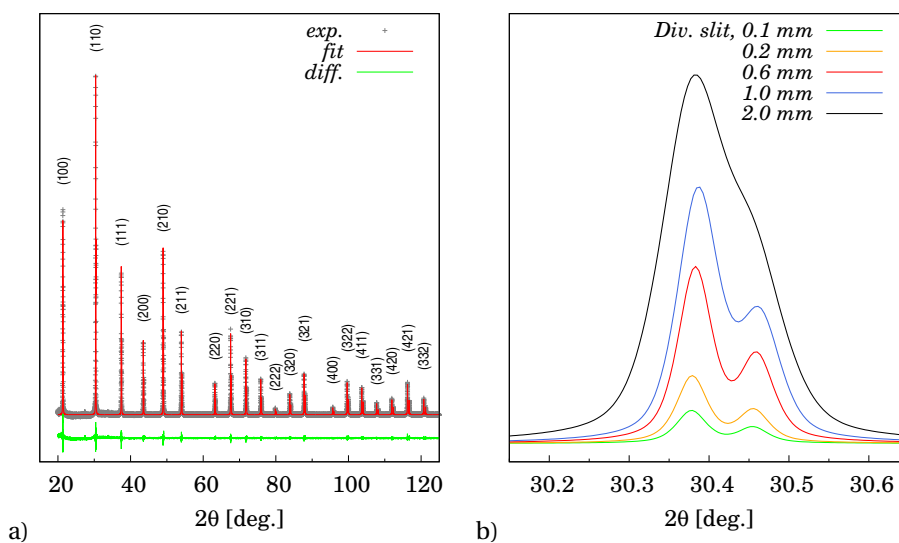 exp.
fit
diff.
(100)
(110)
(111)
(200)
(210)
(211)
(220)
(221)
(310)
(311)
(222)
(320)
(321)
(400)
(322)
(411)
(331)
(420)
(421)
(332)
20 40 60 80 100 120
2θ [deg.]
a)
Div. slit, 0.1 mm
0.2 mm
0.6 mm
1.0 mm
2.0 mm
30.2 30.3 30.4 30.5 30.6
2θ [deg.]
b)